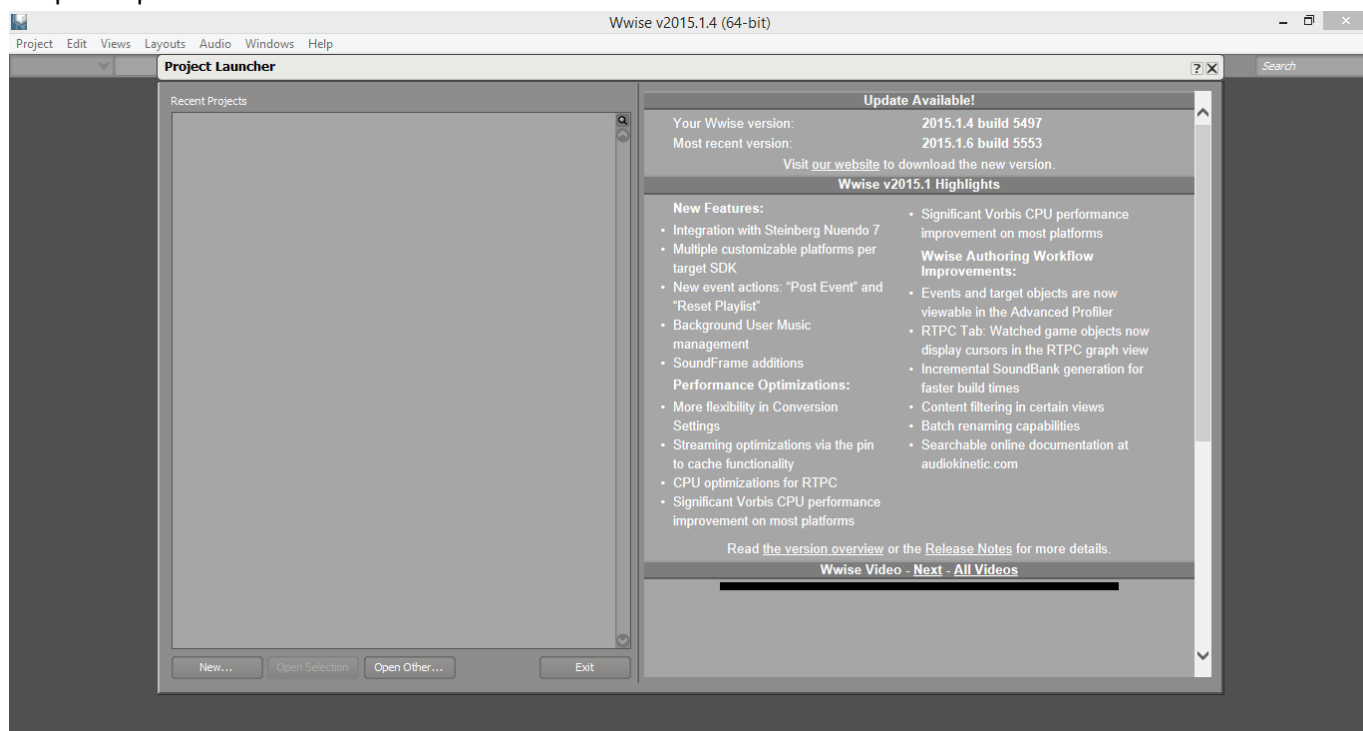 Wwise v2015.1.4 (64-bit)
Project Edit Views Layouts Audio Windows Help
Project Launcher
?
X
Search
Recent Projects
New...
Open Selection
Open Other...
Exit
Update Available!
Your Wwise version: 2015.1.4 build 5497
Most recent version: 2015.1.6 build 5553
Visit our website to download the new version.
Wwise v2015.1 Highlights
New Features:
• Integration with Steinberg Nuendo 7
• Multiple customizable platforms per
target SDK
• New event actions: "Post Event" and
"Reset Playlist"
• Background User Music
management
• SoundFrame additions
Performance Optimizations:
• More flexibility in Conversion
Settings
• Streaming optimizations via the pin
to cache functionality
• CPU optimizations for RTPC
• Significant Vorbis CPU performance
improvement on most platforms
• Significant Vorbis CPU performance
improvement on most platforms
Wwise Authoring Workflow
Improvements:
• Events and target objects are now
viewable in the Advanced Profiler
• RTPC Tab: Watched game objects now
display cursors in the RTPC graph view
• Incremental SoundBank generation for
faster build times
• Content filtering in certain views
• Batch renaming capabilities
• Searchable online documentation at
audiokinetic.com
Read the version overview or the Release Notes for more details.
Wwise Video - Next - All Videos